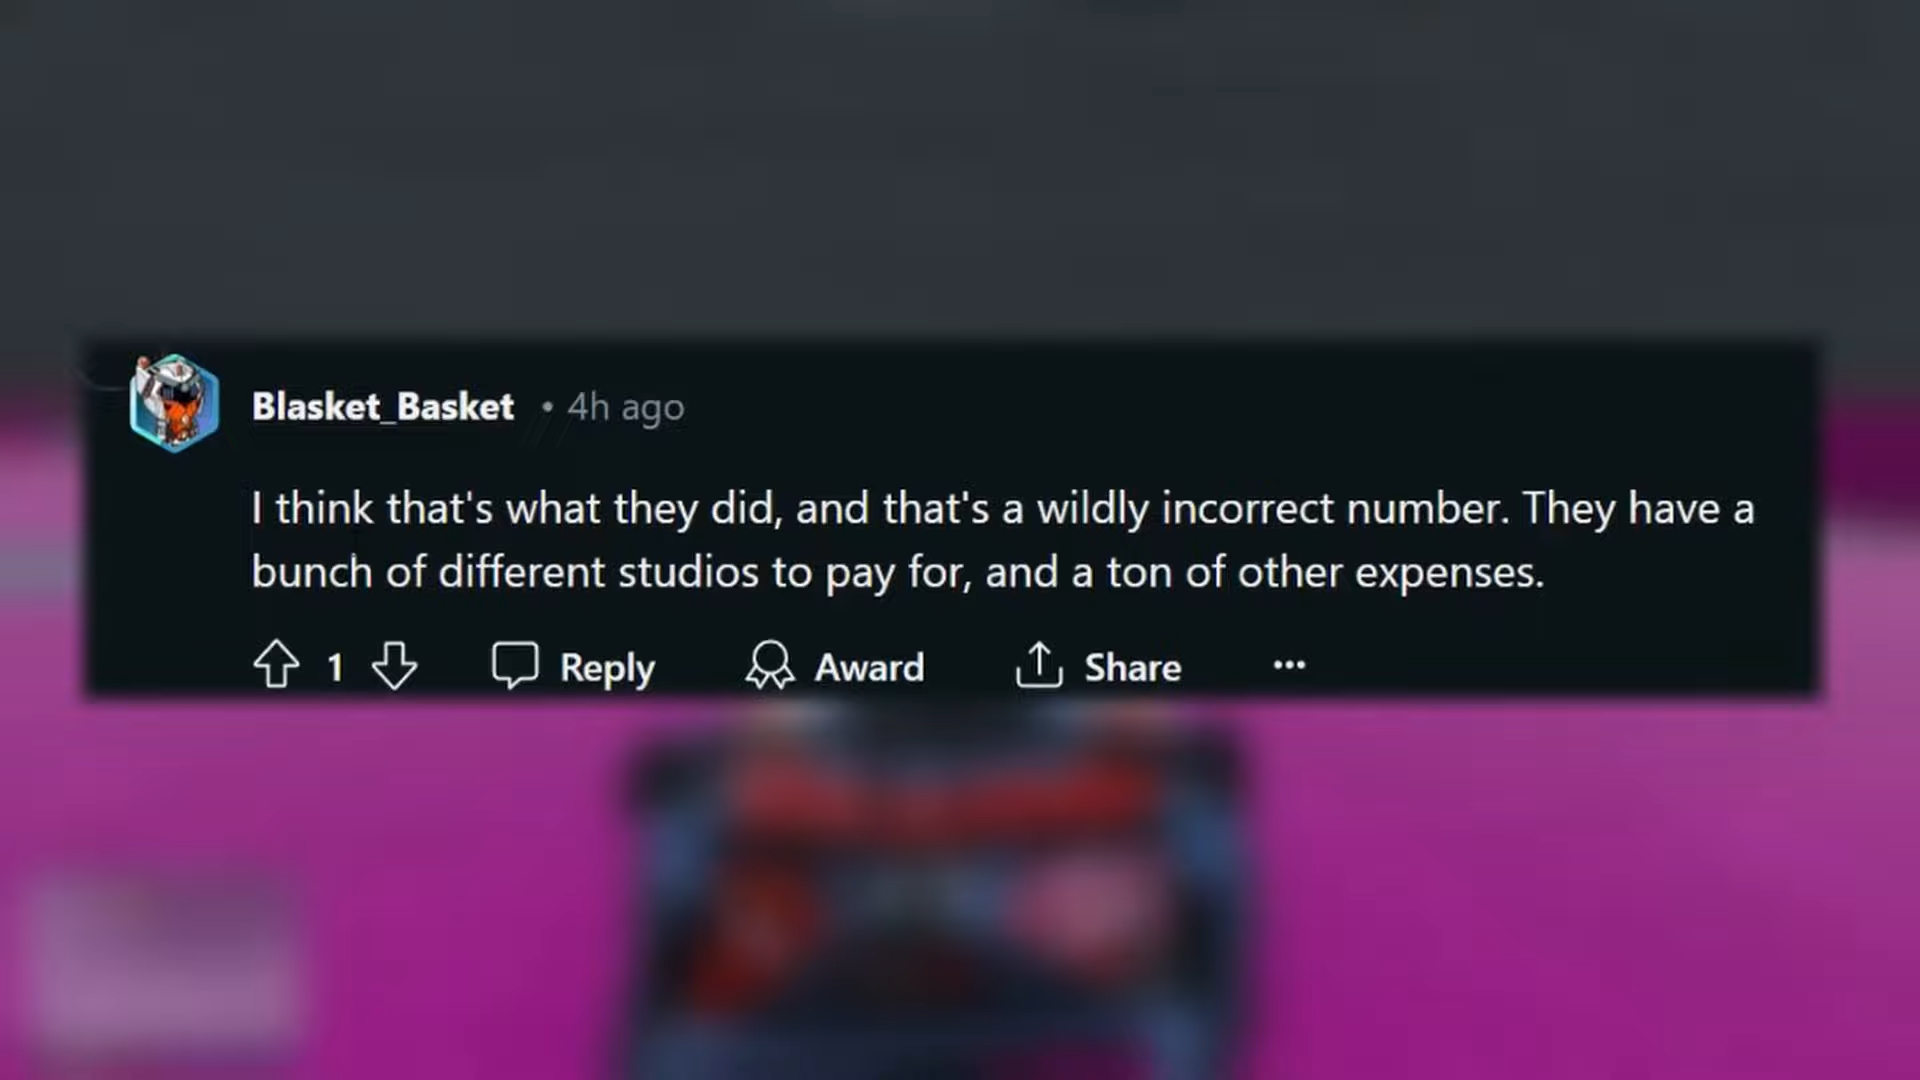 Blasket_Basket • 4h ago
I think that's what they did, and that's a wildly incorrect number. They have a
bunch of different studios to pay for, and a ton of other expenses.
1 Reply Award Share ...